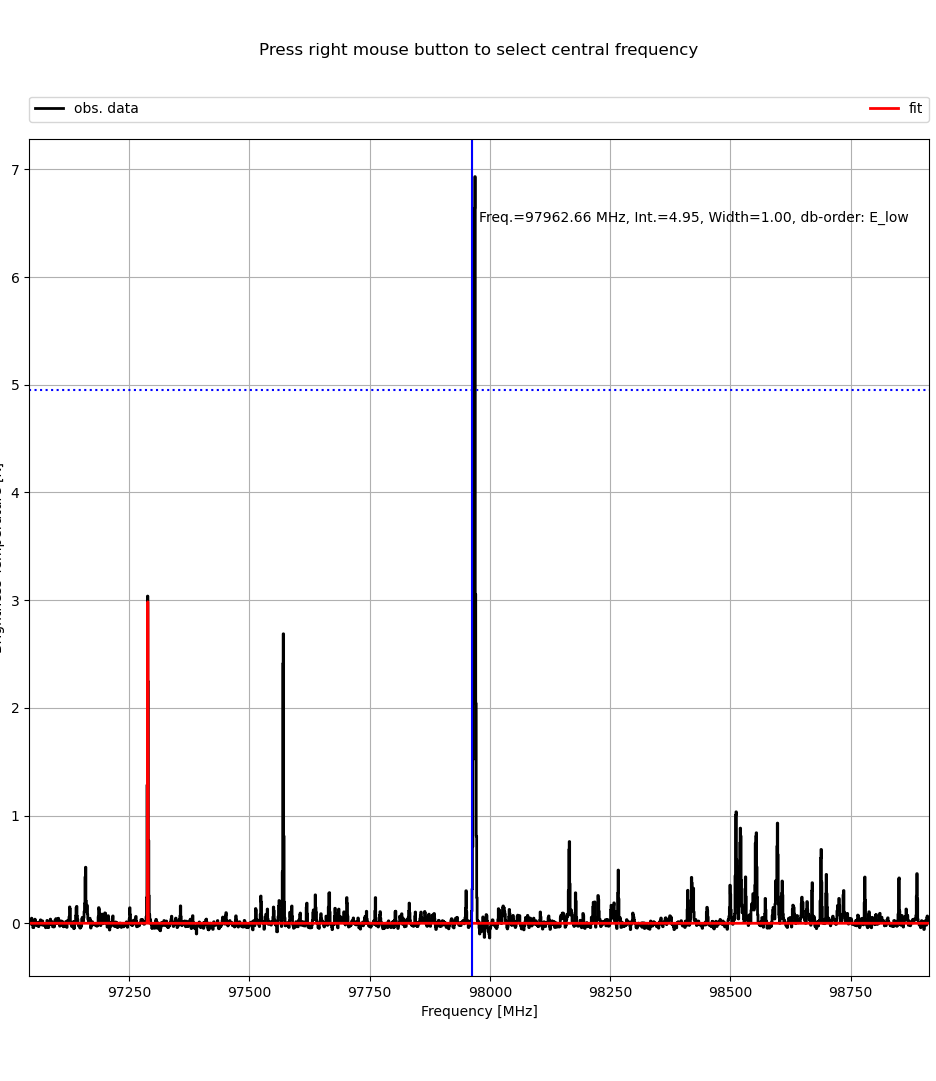 Press right mouse button to select central frequency
obs. data
fit
7
Freq.=97962.66 MHz, Int.=4.95, Width=1.00, db-order: E_low
6
5
4
3
2
1
0
97250 97500 97750 98000 98250 98500 98750
Frequency [MHz]